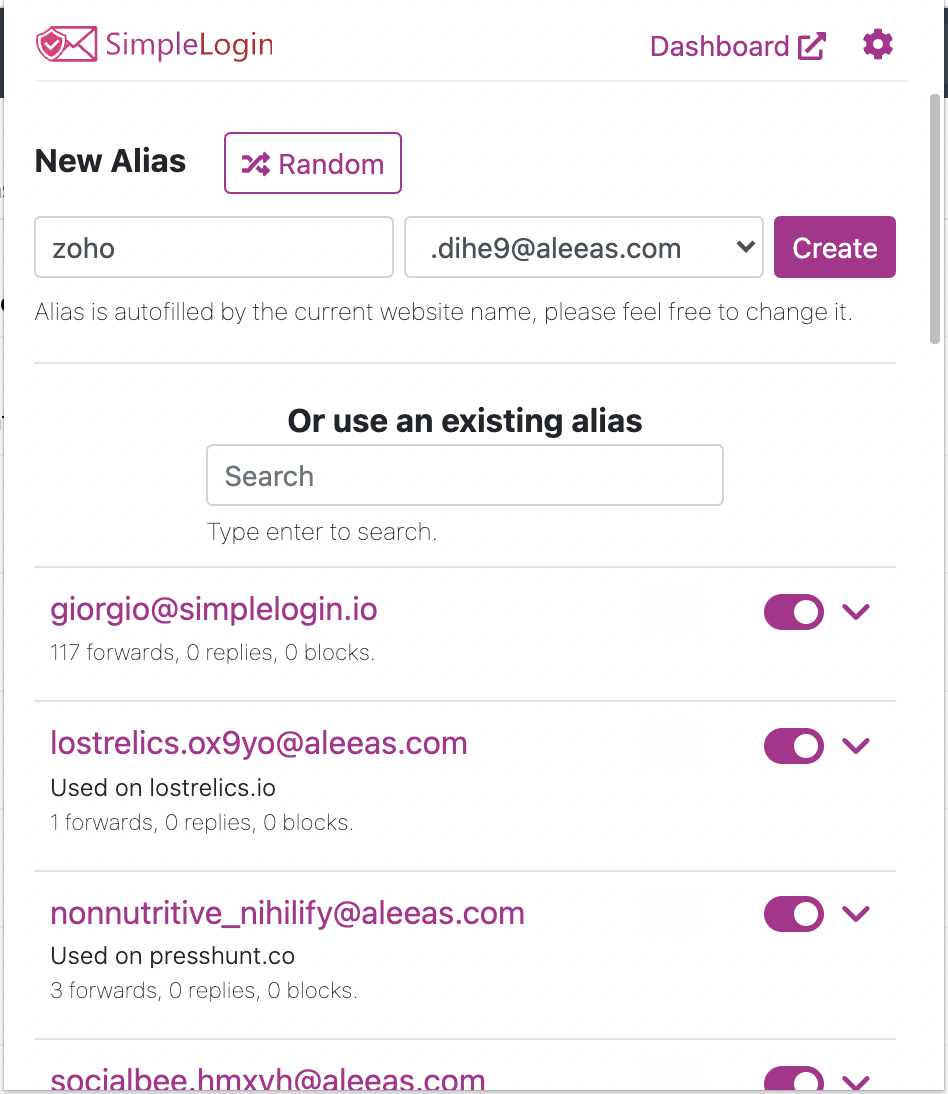 SimpleLogin
Dashboard
New Alias
Random
zoho
.dihe9@aleeas.com
Create
Alias is autofilled by the current website name, please feel free to change it.
Or use an existing alias
Search
Type enter to search.
giorgio@simplelogin.io
117 forwards, 0 replies, 0 blocks.
lostrelics.ox9yo@aleeas.com
Used on lostrelics.io
1 forwards, 0 replies, 0 blocks.
nonnutritive_nihilify@aleeas.com
Used on presshunt.co
3 forwards, 0 replies, 0 blocks.
socialbee.hmxvh@aleeas.com